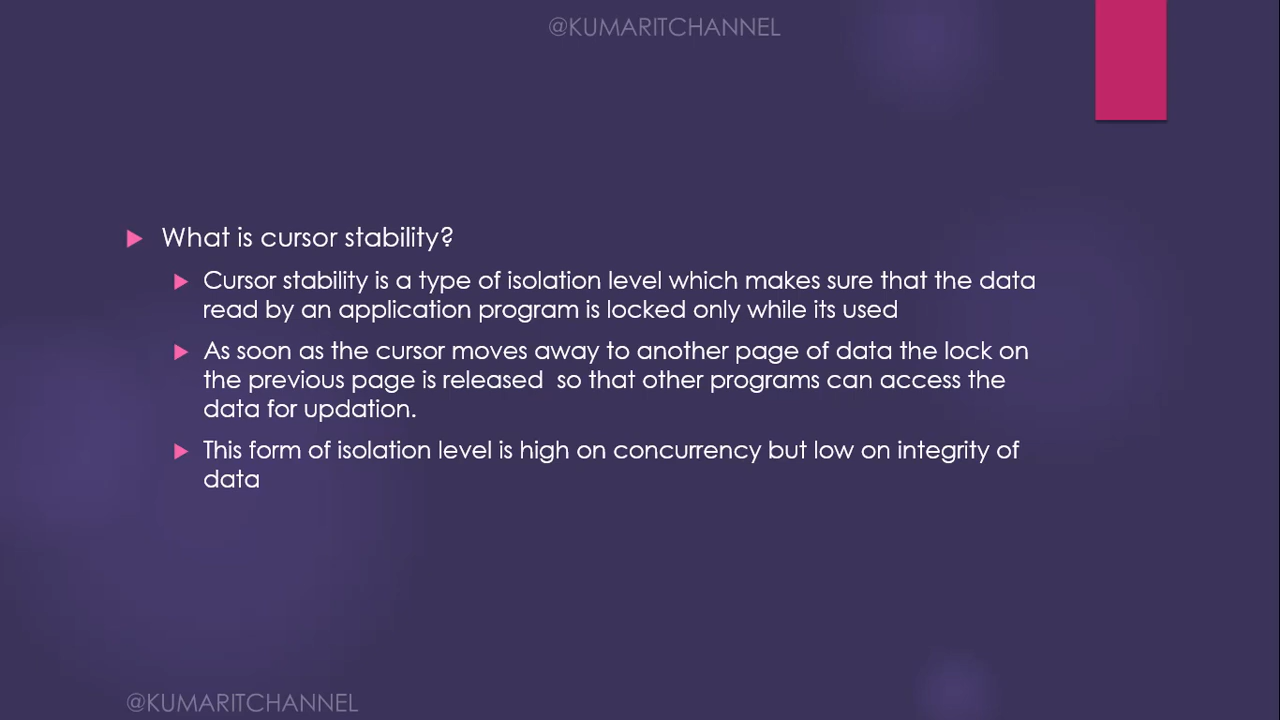 @KUMARITCHANNEL
What is cursor stability?
Cursor stability is a type of isolation level which makes sure that the data
read by an application program is locked only while its used
As soon as the cursor moves away to another page of data the lock on
the previous page is released  so that other programs can access the
data for updation.
This form of isolation level is high on concurrency but low on integrity of
data
@KUMARITCHANNEL